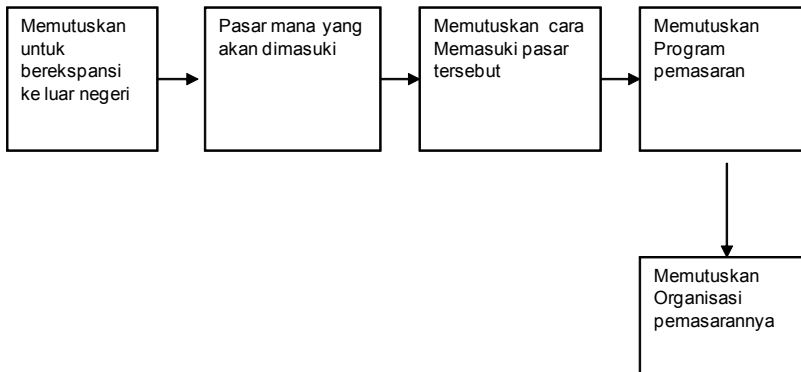 Memutuskan
untuk
berekspansi
ke luar negeri
Pasar mana yang
akan dimasuki
Memutuskan cara
Memasuki pasar
tersebut
Memutuskan
Program
pemasaran
Memutuskan
Organisasi
pemasarannya